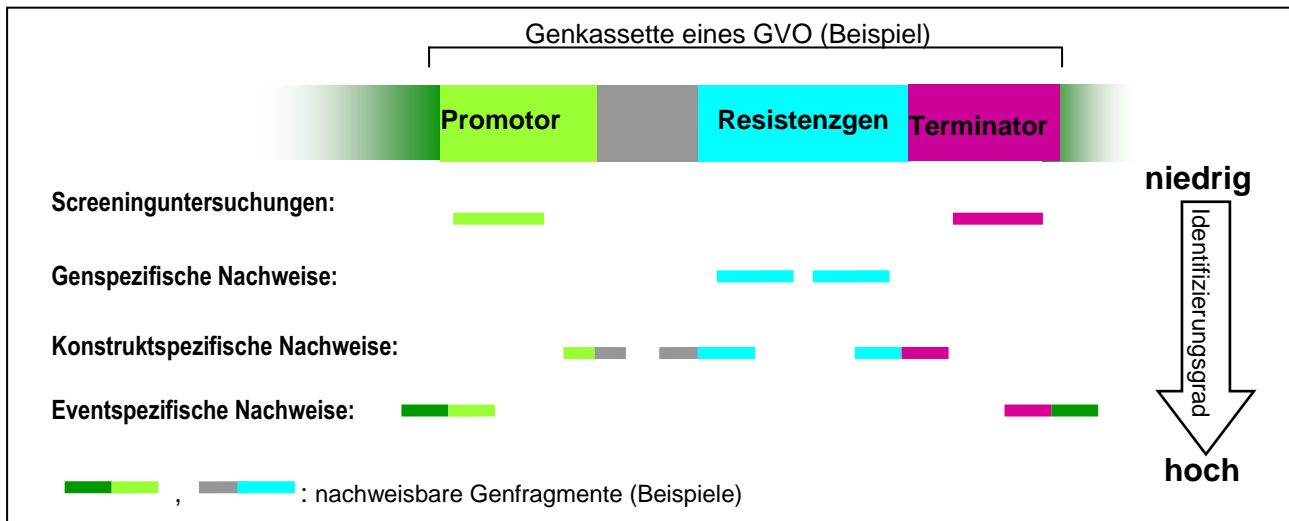 Genkassette eines GVO (Beispiel)
Promotor Resistenzgen Terminator
niedrig
Screeninguntersuchungen:
Genspezifische Nachweise:
Konstruktspezifische Nachweise:
Eventspezifische Nachweise:
Identifizierungsgrad
hoch
, : nachweisbare Genfragmente (Beispiele)